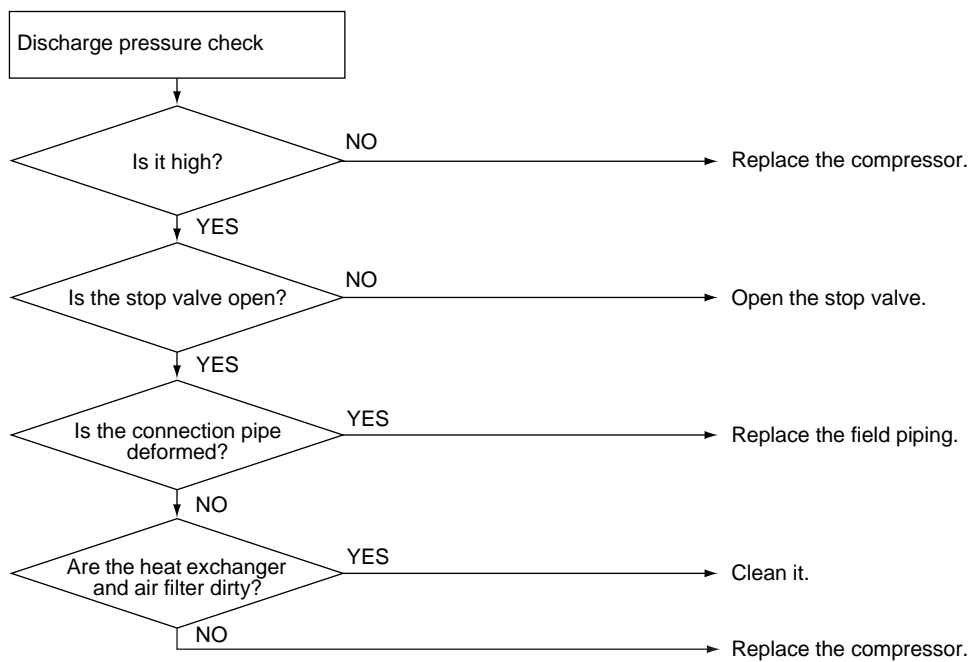 Discharge pressure check
Is it high?
NO
Replace the compressor.
YES
Is the stop valve open?
NO
Open the stop valve.
YES
Is the connection pipe
deformed?
YES
Replace the field piping.
NO
Are the heat exchanger
and air filter dirty?
YES
Clean it.
NO
Replace the compressor.